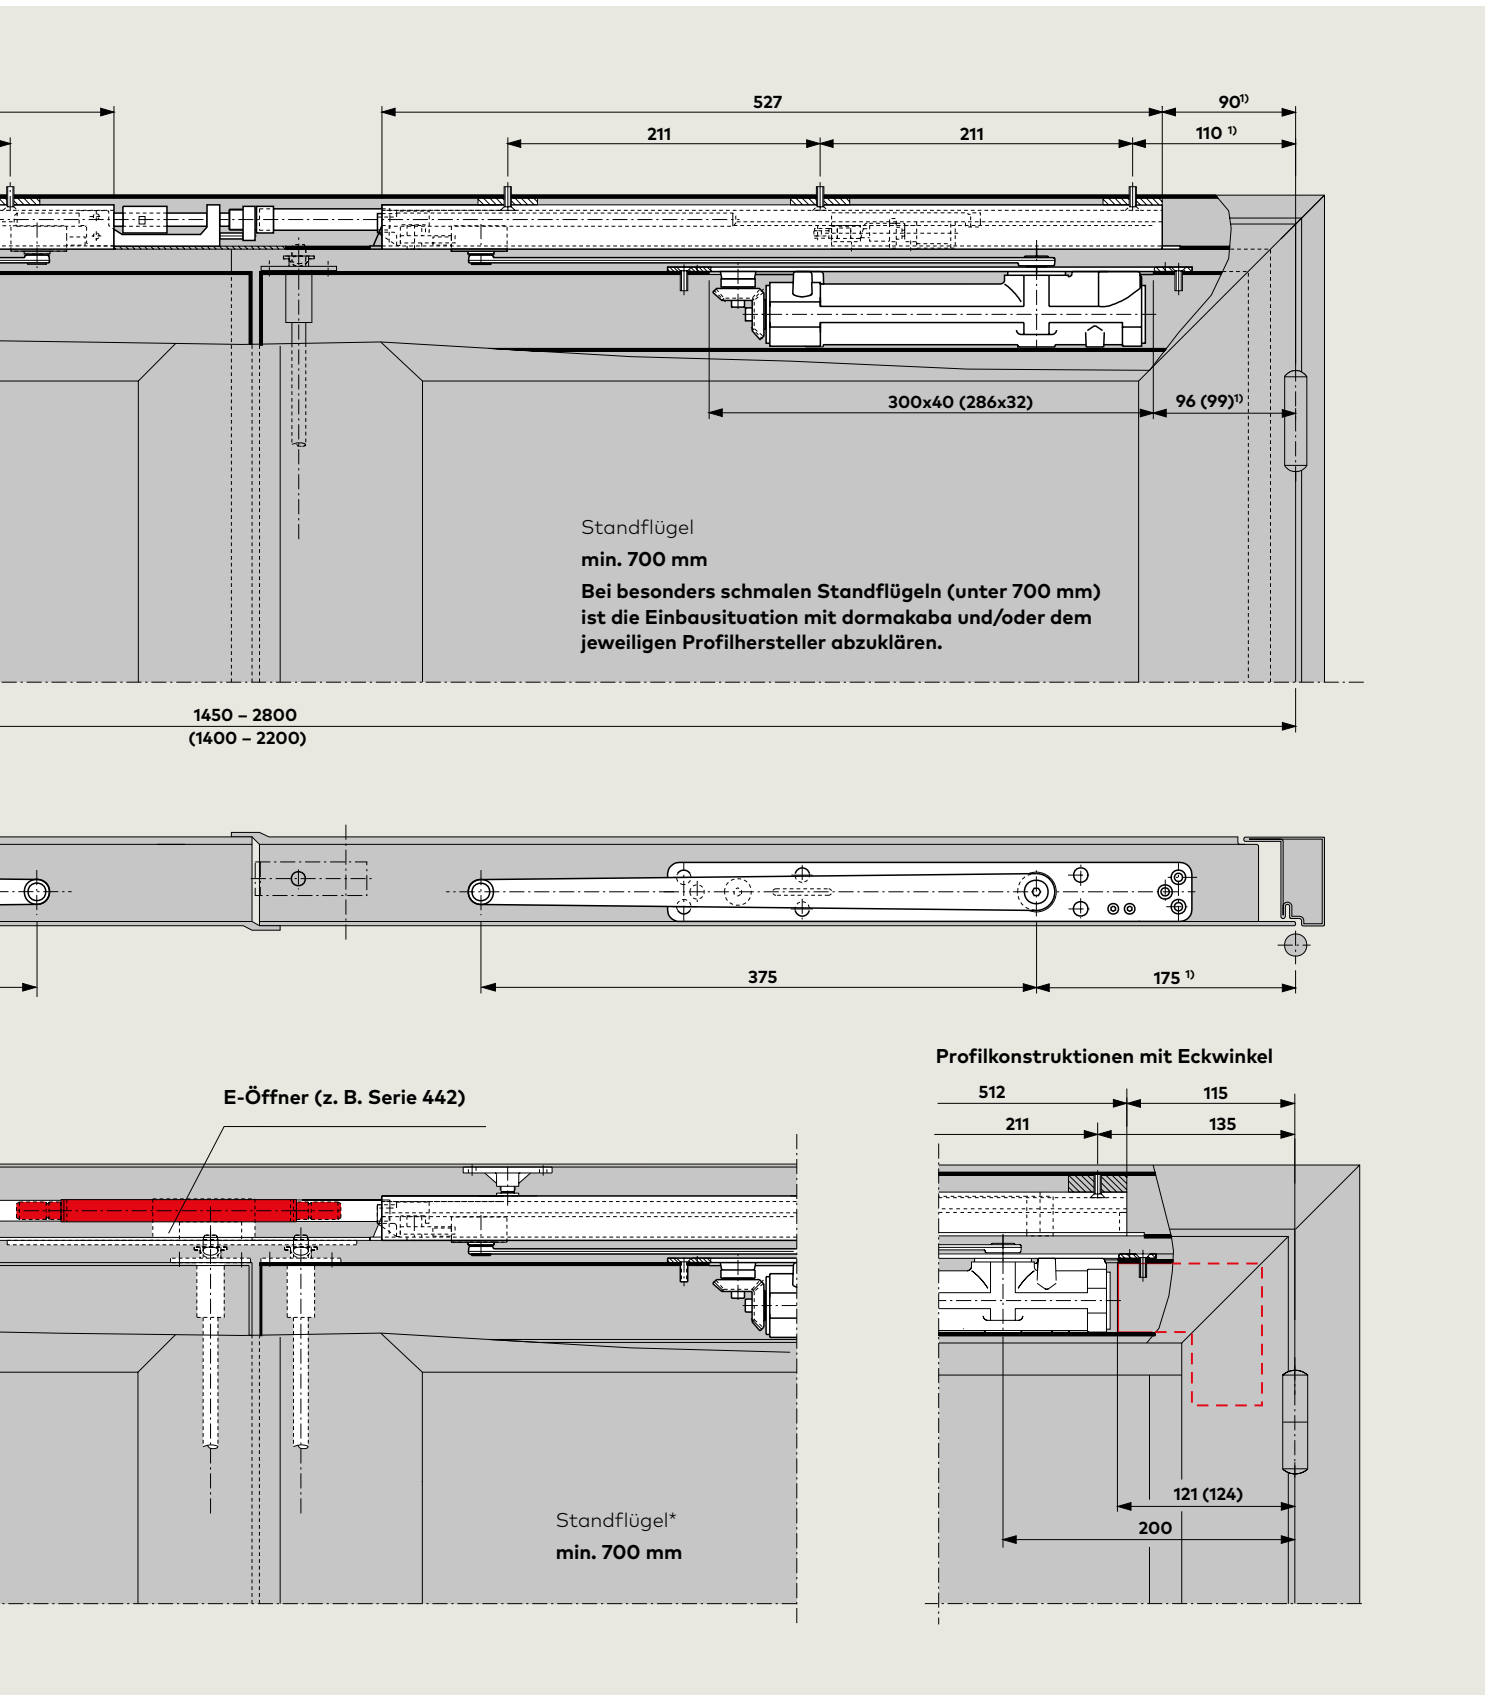 527
90¹⁾
211
211
110 ¹⁾
300x40 (286x32)
96 (99)¹⁾
Standflügel
min. 700 mm
Bei besonders schmalen Standflügeln (unter 700 mm)
ist die Einbausituation mit dormakaba und/oder dem
jeweiligen Profilhersteller abzuklären.
1450 – 2800
(1400 – 2200)
375
175 ¹⁾
Profilkonstruktionen mit Eckwinkel
E-Öffner (z. B. Serie 442)
512
115
211
135
121 (124)
200
Standflügel*
min. 700 mm